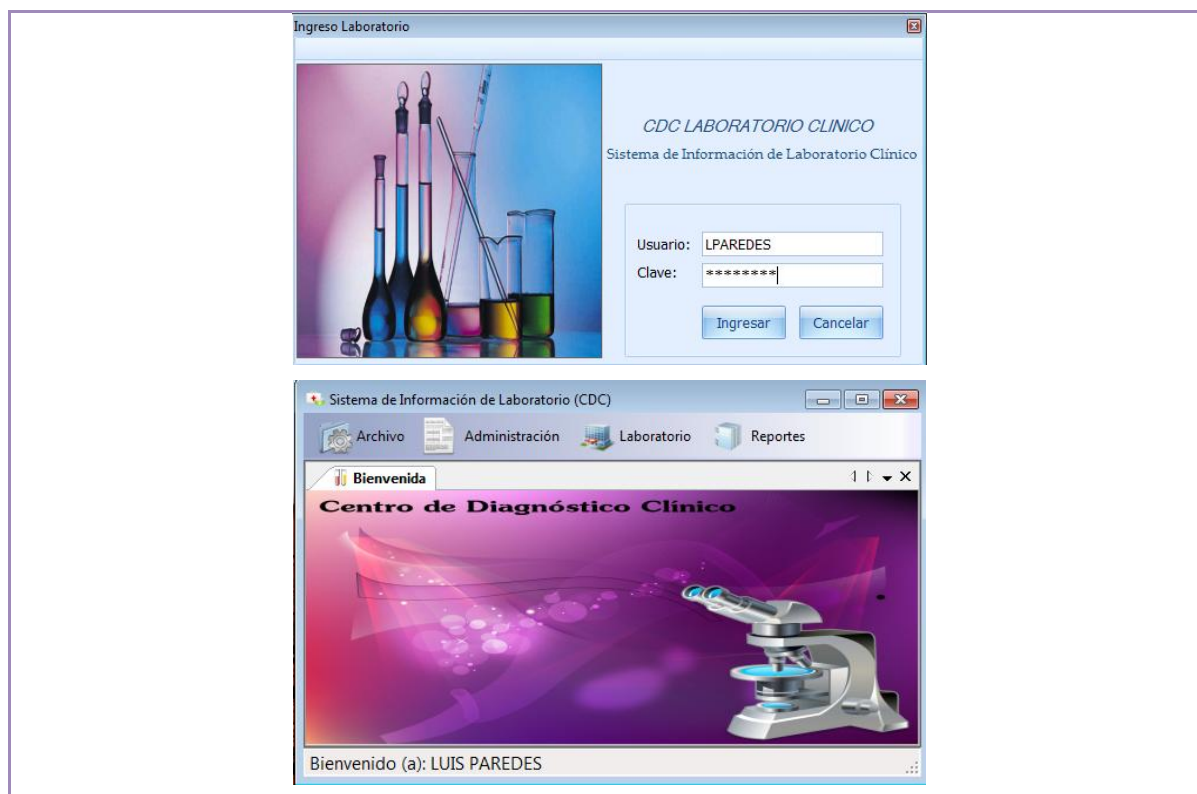 Ingreso Laboratorio
CDC LABORATORIO CLINICO
Sistema de Información de Laboratorio Clínico
Usuario: LPAREDES
Clave: ********
Ingresar Cancelar
Sistema de Información de Laboratorio (CDC)
Archivo Administración Laboratorio Reportes
Bienvenida
Centro de Diagnóstico Clínico
Bienvenido (a): LUIS PAREDES